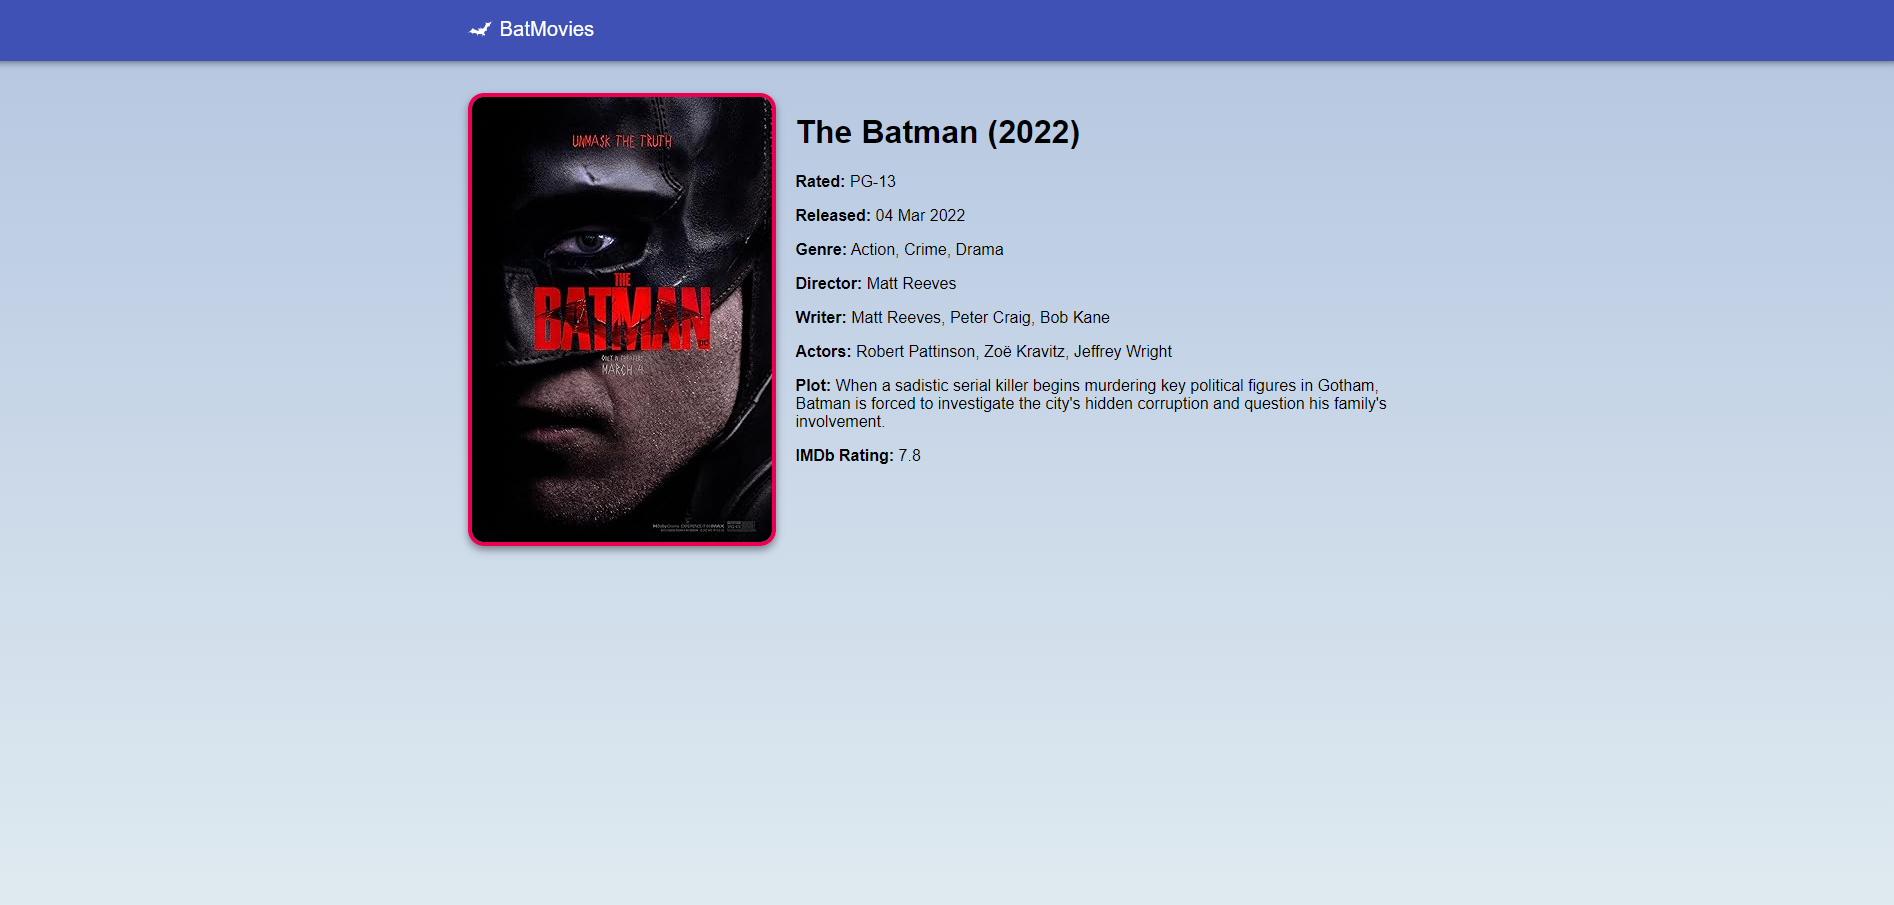 BatMovies
UNMASK THE TRUTH
THE
BATMAN
DC
ONLY IN THEATERS
MARCH 4
The Batman (2022)
Rated: PG-13
Released: 04 Mar 2022
Genre: Action, Crime, Drama
Director: Matt Reeves
Writer: Matt Reeves, Peter Craig, Bob Kane
Actors: Robert Pattinson, Zoë Kravitz, Jeffrey Wright
Plot: When a sadistic serial killer begins murdering key political figures in Gotham,
Batman is forced to investigate the city's hidden corruption and question his family's
involvement.
IMDb Rating: 7.8